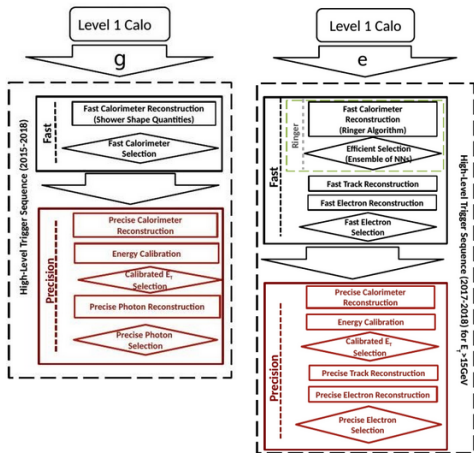 Level 1 Calo
g
High-Level Trigger Sequence (2015-2018)
Fast
Fast Calorimeter Reconstruction
(Shower Shape Quantities)
Fast Calorimeter
Selection
Precision
Precise Calorimeter
Reconstruction
Energy Calibration
Calibrated ET
Selection
Precise Photon Reconstruction
Precise Photon
Selection
Level 1 Calo
e
High-Level Trigger Sequence (2017-2018) for ET >15GeV
Fast
Ringer
Fast Calorimeter
Reconstruction
(Ringer Algorithm)
Efficient Selection
(Ensemble of NNs)
Fast Track Reconstruction
Fast Electron Reconstruction
Fast Electron
Selection
Precision
Precise Calorimeter
Reconstruction
Energy Calibration
Calibrated ET
Selection
Precise Track Reconstruction
Precise Electron Reconstruction
Precise Electron
Selection